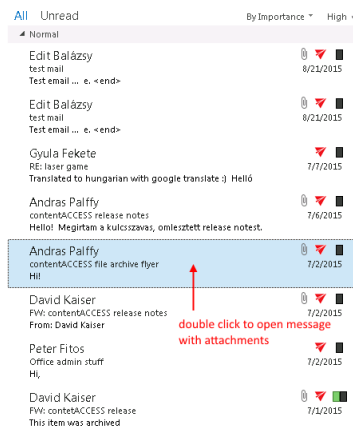 All Unread By Importance High
Normal
Edit Balázsy
test mail 8/21/2015
Test email ... e. <end>
Edit Balázsy
test mail 8/21/2015
Test email ... e. <end>
Gyula Fekete
RE: laser game 7/7/2015
Translated to hungarian with google translate :) Helló
Andras Palffy
contentACCESS release notes 7/6/2015
Hello! Megirtam a kulcsszavas, omlesztett release notest.
Andras Palffy
contentACCESS file archive flyer 7/2/2015
Hi!
David Kaiser
FW: contentACCESS release notes 7/2/2015
From: David Kaiser
double click to open message
with attachments
Peter Fitos
Office admin stuff 7/2/2015
Hi,
David Kaiser
FW: contetACCESS release 7/1/2015
This item was archived